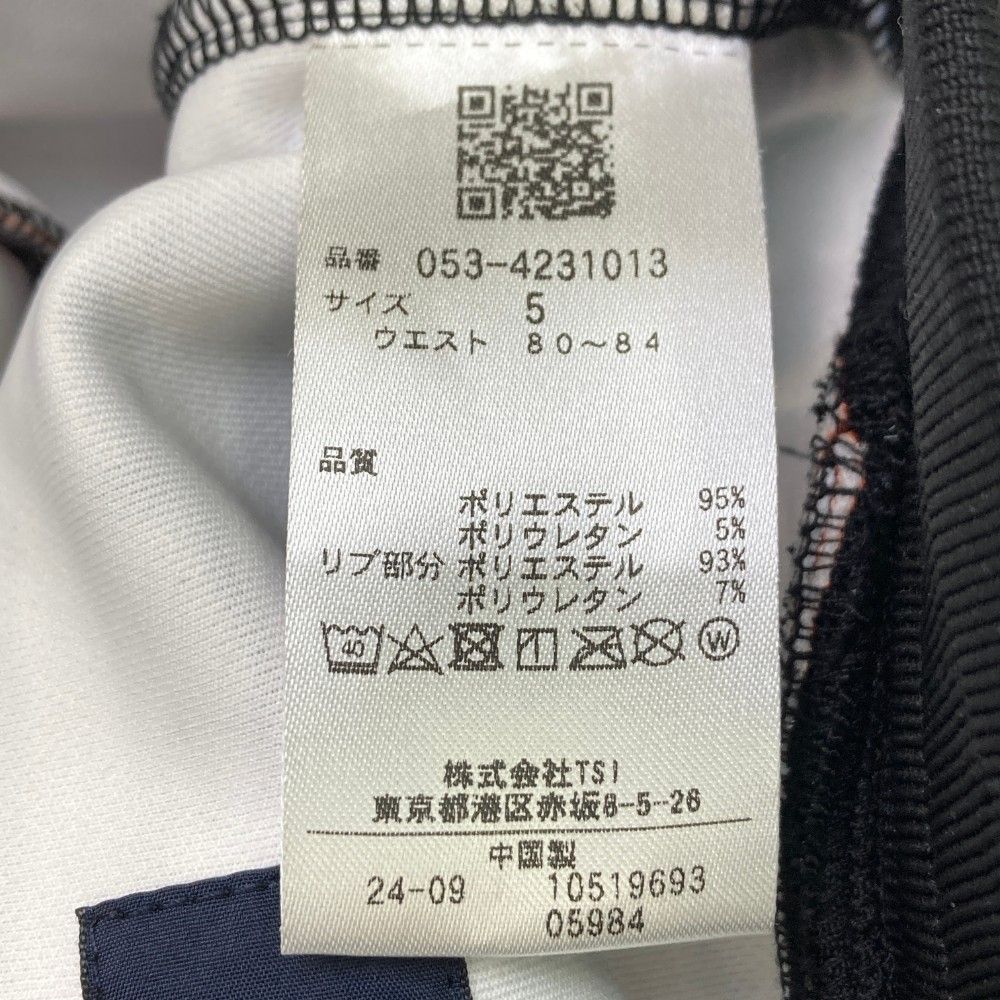 品番 053-4231013
サイズ 5
ウエスト 80～84
品質
ポリエステル 95%
ポリウレタン 5%
リブ部分 ポリエステル 93%
ポリウレタン 7%
40 W
株式会社TSI
東京都港区赤坂8-5-26
中国製
24-09 10519693
05984